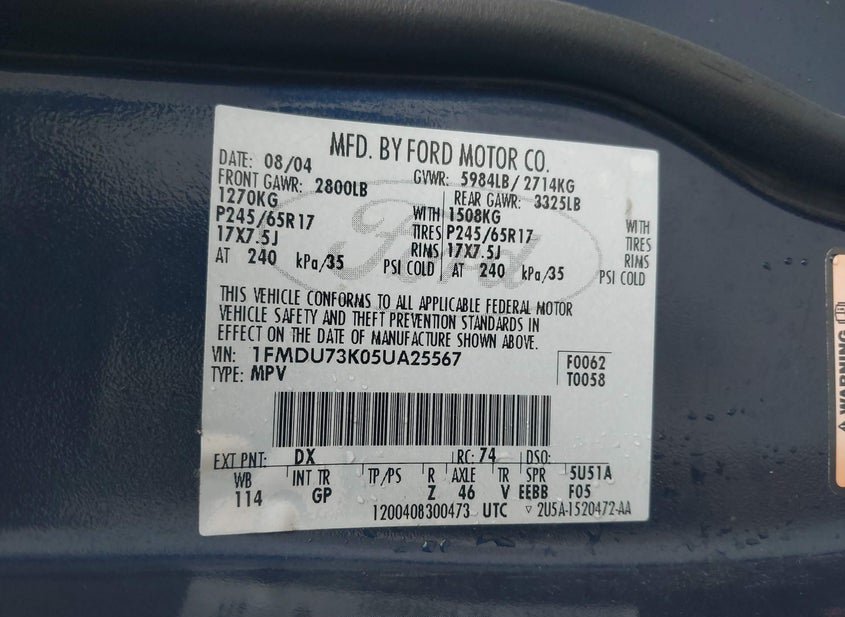 MFD. BY FORD MOTOR CO.
DATE: 08/04 GVWR: 5984LB/ 2714KG
FRONT GAWR: 2800LB REAR GAWR: 3325LB
1270KG WITH 1508KG WITH
P245/65R17 TIRES P245/65R17 TIRES
17X7.5J RIMS 17X7.5J RIMS
AT 240 kPa/35 PSI COLD AT 240 kPa/35 PSI COLD
Ford
THIS VEHICLE CONFORMS TO ALL APPLICABLE FEDERAL MOTOR
VEHICLE SAFETY AND THEFT PREVENTION STANDARDS IN
EFFECT ON THE DATE OF MANUFACTURE SHOWN ABOVE.
VIN: 1FMDU73K05UA25567 F0062
TYPE: MPV T0058
EXT PNT: DX RC: 74 DSO:
WB INT TR TP/PS R AXLE TR SPR 5U51A
114 GP Z 46 V EEBB F05
1200408300473 UTC ▽ 2U5A-1520472-AA
⚠ WARNING